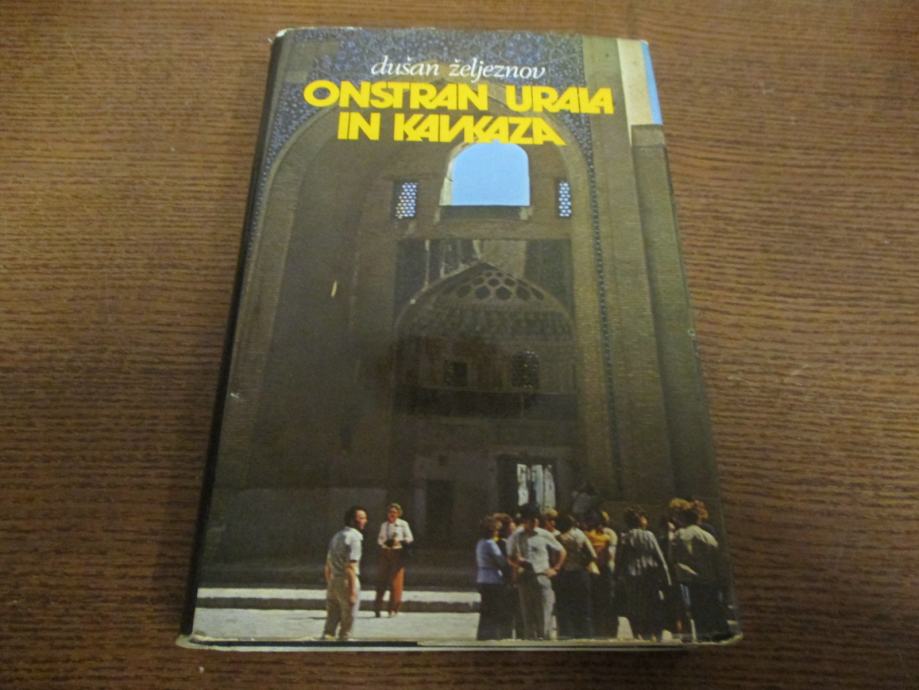 dušan željeznov
ONSTRAN URALA
IN KAVKAZA